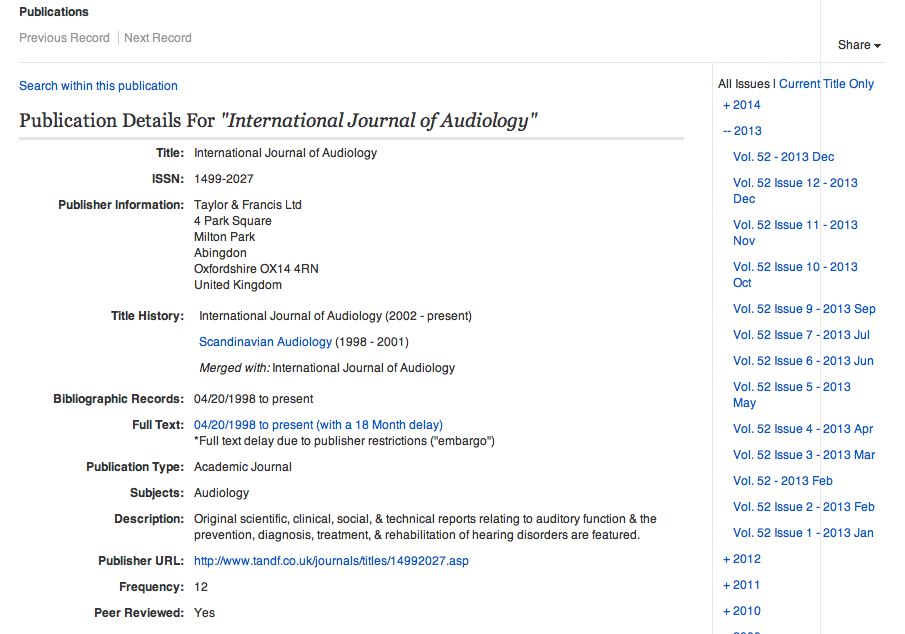 Publications
Previous Record | Next Record
Share
Search within this publication
Publication Details For "International Journal of Audiology"
Title: International Journal of Audiology
ISSN: 1499-2027
Publisher Information: Taylor & Francis Ltd
4 Park Square
Milton Park
Abingdon
Oxfordshire OX14 4RN
United Kingdom
Title History: International Journal of Audiology (2002 - present)
Scandinavian Audiology (1998 - 2001)
Merged with: International Journal of Audiology
Bibliographic Records: 04/20/1998 to present
Full Text: 04/20/1998 to present (with a 18 Month delay)
*Full text delay due to publisher restrictions ("embargo")
Publication Type: Academic Journal
Subjects: Audiology
Description: Original scientific, clinical, social, & technical reports relating to auditory function & the
prevention, diagnosis, treatment, & rehabilitation of hearing disorders are featured.
Publisher URL: http://www.tandf.co.uk/journals/titles/14992027.asp
Frequency: 12
Peer Reviewed: Yes
All Issues | Current Title Only
+ 2014
-- 2013
Vol. 52 - 2013 Dec
Vol. 52 Issue 12 - 2013
Dec
Vol. 52 Issue 11 - 2013
Nov
Vol. 52 Issue 10 - 2013
Oct
Vol. 52 Issue 9 - 2013 Sep
Vol. 52 Issue 7 - 2013 Jul
Vol. 52 Issue 6 - 2013 Jun
Vol. 52 Issue 5 - 2013
May
Vol. 52 Issue 4 - 2013 Apr
Vol. 52 Issue 3 - 2013 Mar
Vol. 52 - 2013 Feb
Vol. 52 Issue 2 - 2013 Feb
Vol. 52 Issue 1 - 2013 Jan
+ 2012
+ 2011
+ 2010